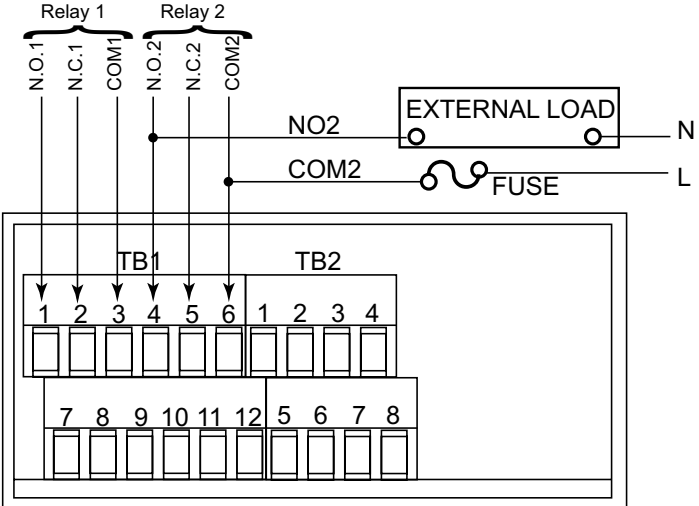 Relay 1 Relay 2
N.O.1 N.C.1 COM1 N.O.2 N.C.2 COM2
EXTERNAL LOAD
NO2 N
COM2 L
FUSE
TB1 TB2
1 2 3 4 5 6 1 2 3 4
7 8 9 10 11 12 5 6 7 8